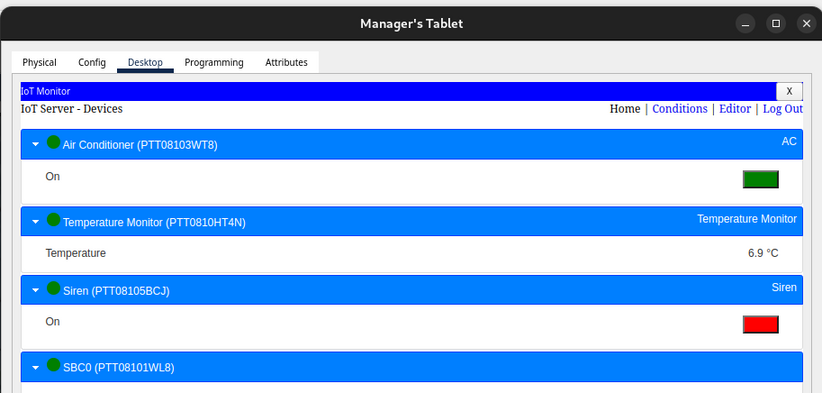 Manager's Tablet
Physical Config Desktop Programming Attributes
IoT Monitor X
IoT Server - Devices Home | Conditions | Editor | Log Out
Air Conditioner (PTT08103WT8) AC
On
Temperature Monitor (PTT0810HT4N) Temperature Monitor
Temperature 6.9 °C
Siren (PTT08105BCJ) Siren
On
SBC0 (PTT08101WL8)